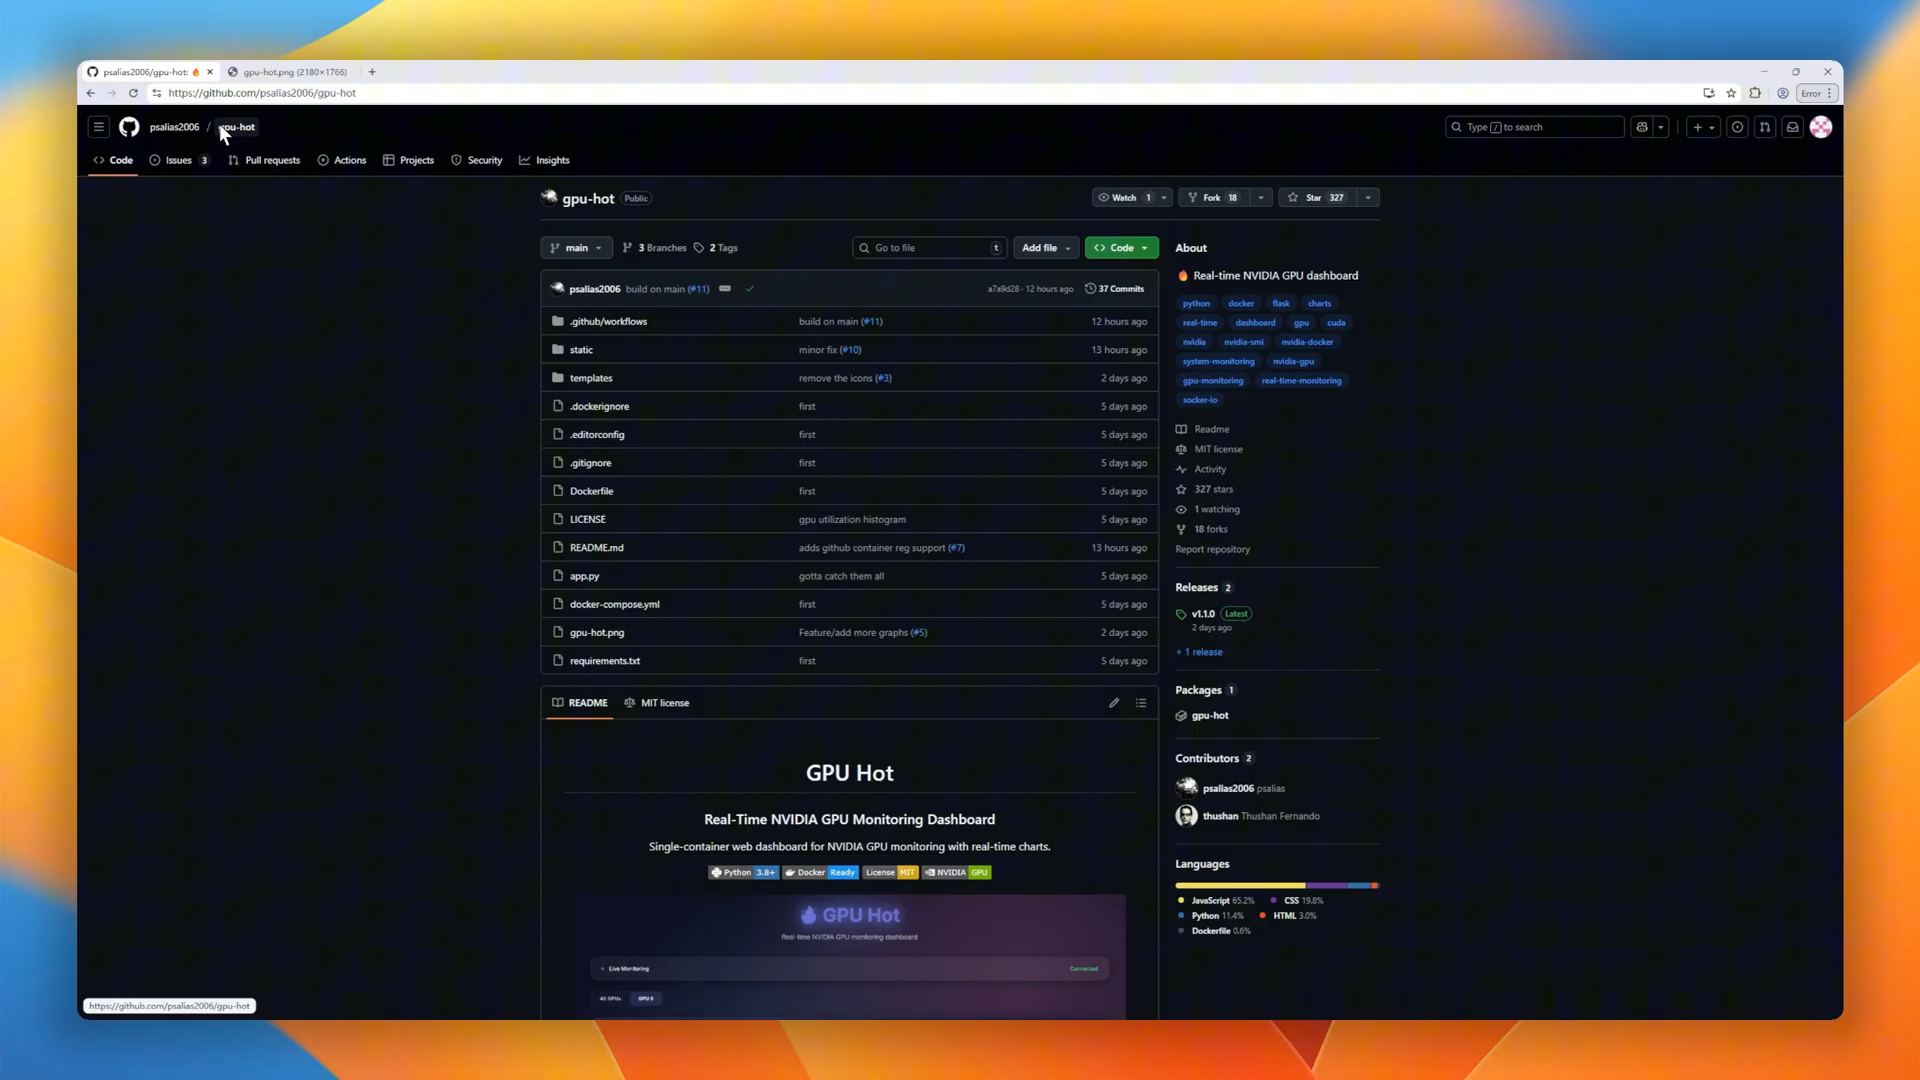 psalias2006/gpu-hot: 🔥
gpu-hot.png (2180×1766)
https://github.com/psalias2006/gpu-hot
Error
psalias2006 / gpu-hot
Type / to search
Code
Issues 3
Pull requests
Actions
Projects
Security
Insights
gpu-hot Public
Watch 1
Fork 18
Star 327
main
3 Branches
2 Tags
Go to file t
Add file
Code
psalias2006 build on main (#11) a7a9d28 · 12 hours ago 37 Commits
.github/workflows build on main (#11) 12 hours ago
static minor fix (#10) 13 hours ago
templates remove the icons (#3) 2 days ago
.dockerignore first 5 days ago
.editorconfig first 5 days ago
.gitignore first 5 days ago
Dockerfile first 5 days ago
LICENSE gpu utilization histogram 5 days ago
README.md adds github container reg support (#7) 13 hours ago
app.py gotta catch them all 5 days ago
docker-compose.yml first 5 days ago
gpu-hot.png Feature/add more graphs (#5) 2 days ago
requirements.txt first 5 days ago
README
MIT license
GPU Hot
Real-Time NVIDIA GPU Monitoring Dashboard
Single-container web dashboard for NVIDIA GPU monitoring with real-time charts.
Python 3.8+ Docker Ready License MIT NVIDIA GPU
GPU Hot
Real-time NVIDIA GPU monitoring dashboard
Live Monitoring Connected
All GPUs GPU 0
About
🔥 Real-time NVIDIA GPU dashboard
python docker flask charts
real-time dashboard gpu cuda
nvidia nvidia-smi nvidia-docker
system-monitoring nvidia-gpu
gpu-monitoring real-time-monitoring
socker-io
Readme
MIT license
Activity
327 stars
1 watching
18 forks
Report repository
Releases 2
v1.1.0 Latest
2 days ago
+ 1 release
Packages 1
gpu-hot
Contributors 2
psalias2006 psalias
thushan Thushan Fernando
Languages
JavaScript 65.2% CSS 19.8%
Python 11.4% HTML 3.0%
Dockerfile 0.6%
https://github.com/psalias2006/gpu-hot